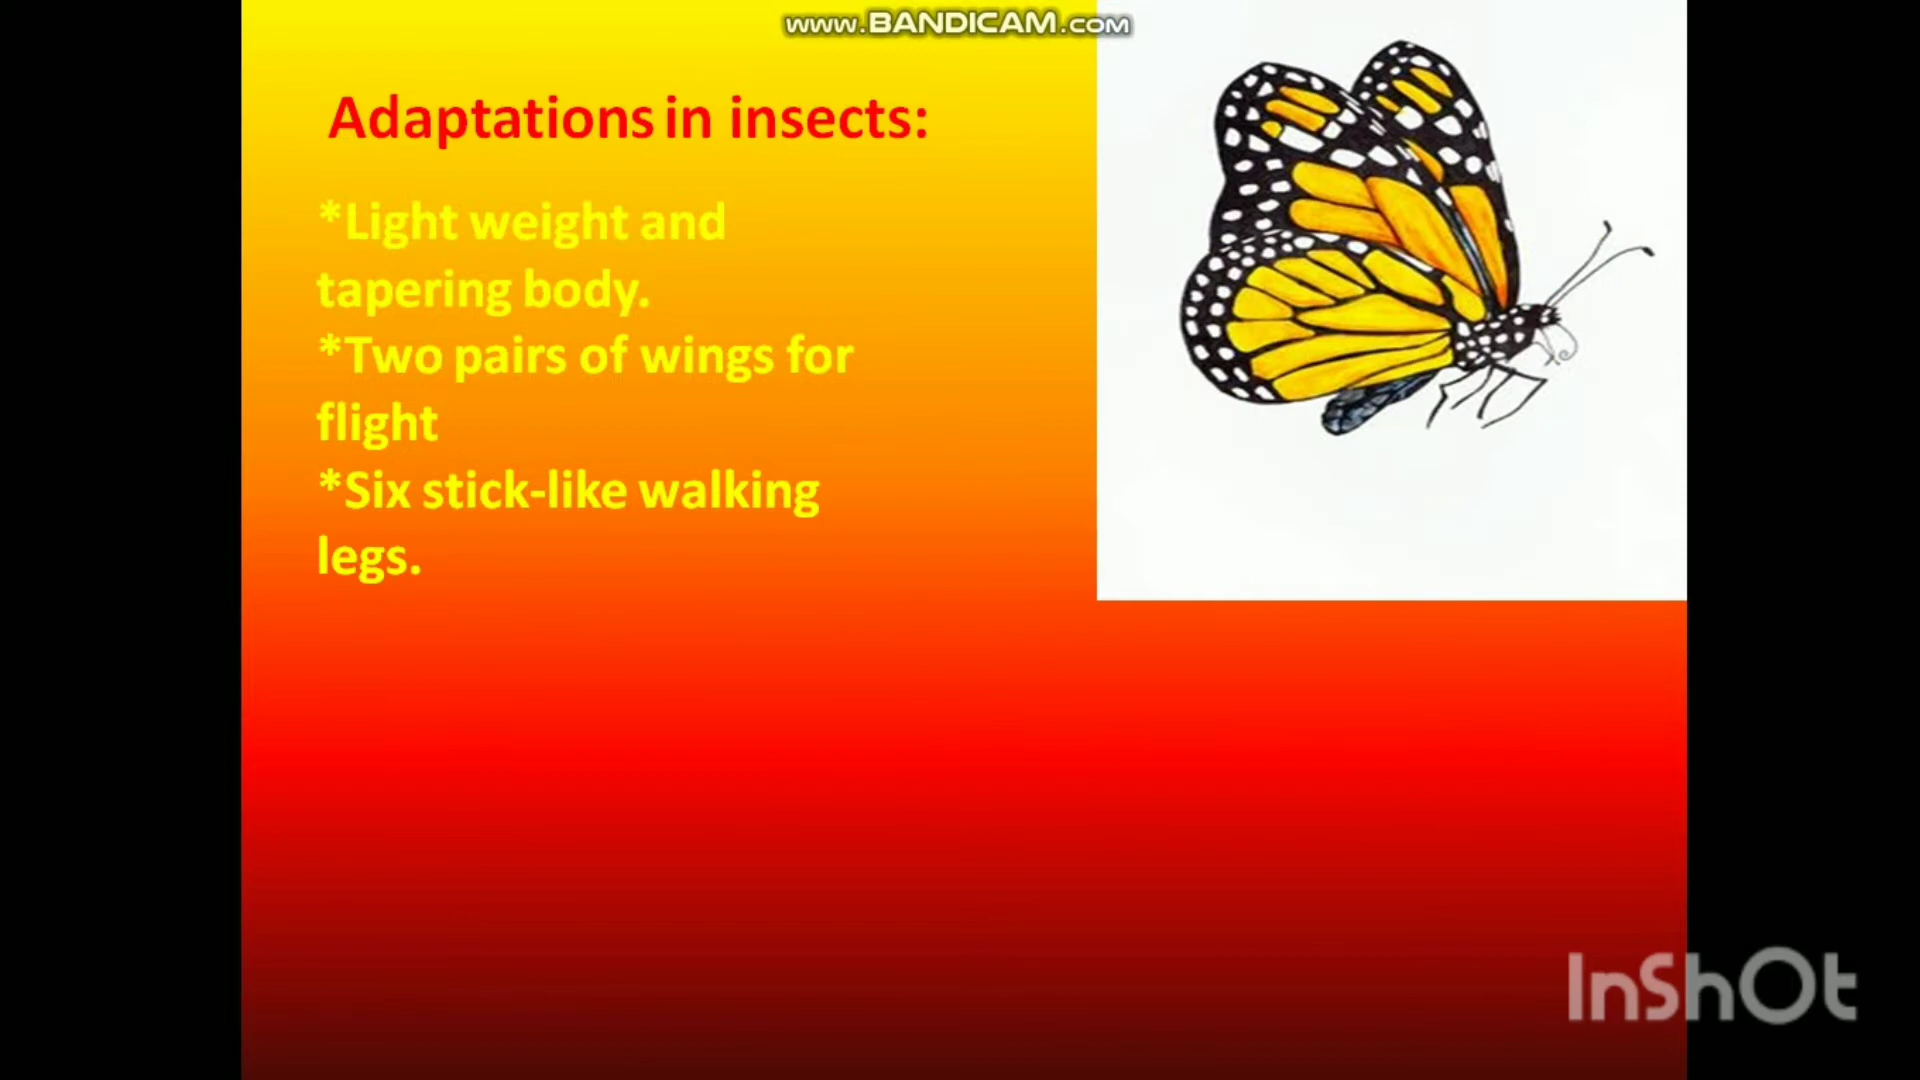 www.BANDICAM.com
Adaptations in insects:
*Light weight and
tapering body.
*Two pairs of wings for
flight
*Six stick-like walking
legs.
InShOt